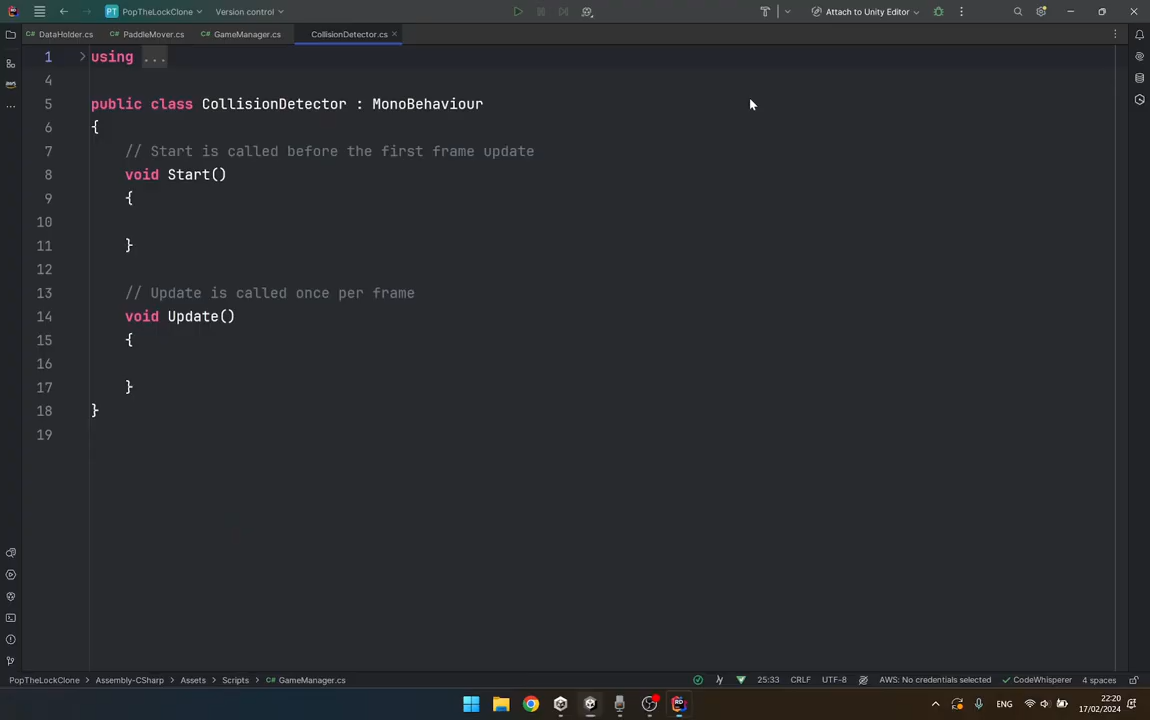 PT PopTheLockClone Version control Attach to Unity Editor
C# DataHolder.cs C# PaddleMover.cs C# GameManager.cs CollisionDetector.cs
1 using ...
4
5 public class CollisionDetector : MonoBehaviour
6 {
7 // Start is called before the first frame update
8 void Start()
9 {
10
11 }
12
13 // Update is called once per frame
14 void Update()
15 {
16
17 }
18 }
19
PopTheLockClone > Assembly-CSharp > Assets > Scripts > C# GameManager.cs 25:33 CRLF UTF-8 AWS: No credentials selected CodeWhisperer 4 spaces
RD ENG 22:20
17/02/2024